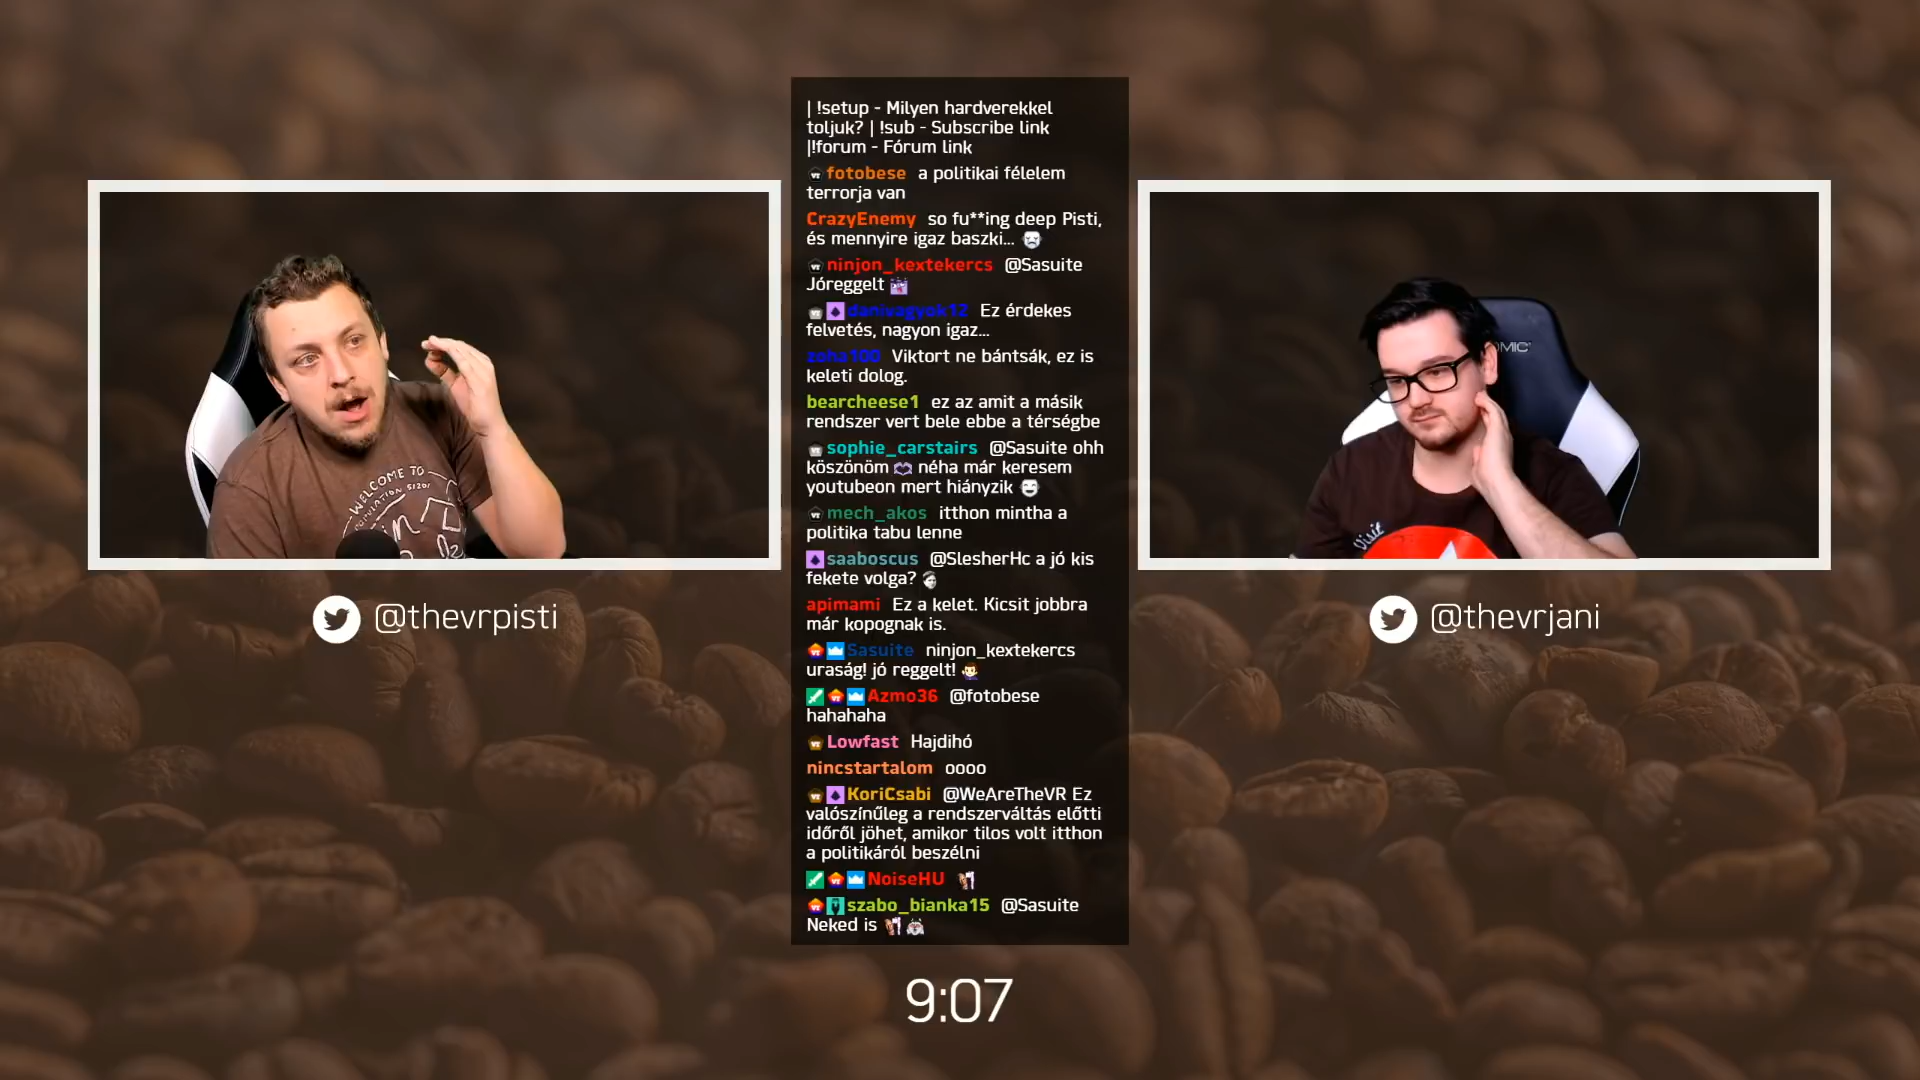 | !setup - Milyen hardverekkel
toljuk? | !sub - Subscribe link
|!forum - Fórum link
fotobese a politikai félelem
terrorja van
CrazyEnemy so fu**ing deep Pisti,
és mennyire igaz baszki...
ninjon_kextekercs @Sasuite
Jóreggelt
danivagyok12 Ez érdekes
felvetés, nagyon igaz...
zoha100 Viktort ne bántsák, ez is
keleti dolog.
bearcheese1 ez az amit a másik
rendszer vert bele ebbe a térségbe
sophie_carstairs @Sasuite ohh
köszönöm néha már keresem
youtubeon mert hiányzik
mech_akos itthon mintha a
politika tabu lenne
saaboscus @SlesherHc a jó kis
fekete volga?
apimami Ez a kelet. Kicsit jobbra
már kopognak is.
Sasuite ninjon_kextekercs
uraság! jó reggelt!
Azmo36 @fotobese
hahahaha
Lowfast Hajdihó
nincstartalom oooo
KoriCsabi @WeAreTheVR Ez
valószínűleg a rendszerváltás előtti
időről jöhet, amikor tilos volt itthon
a politikáról beszélni
NoiseHU
szabo_bianka15 @Sasuite
Neked is
WELCOME TO
@thevrpisti
Visit
@thevrjani
9:07